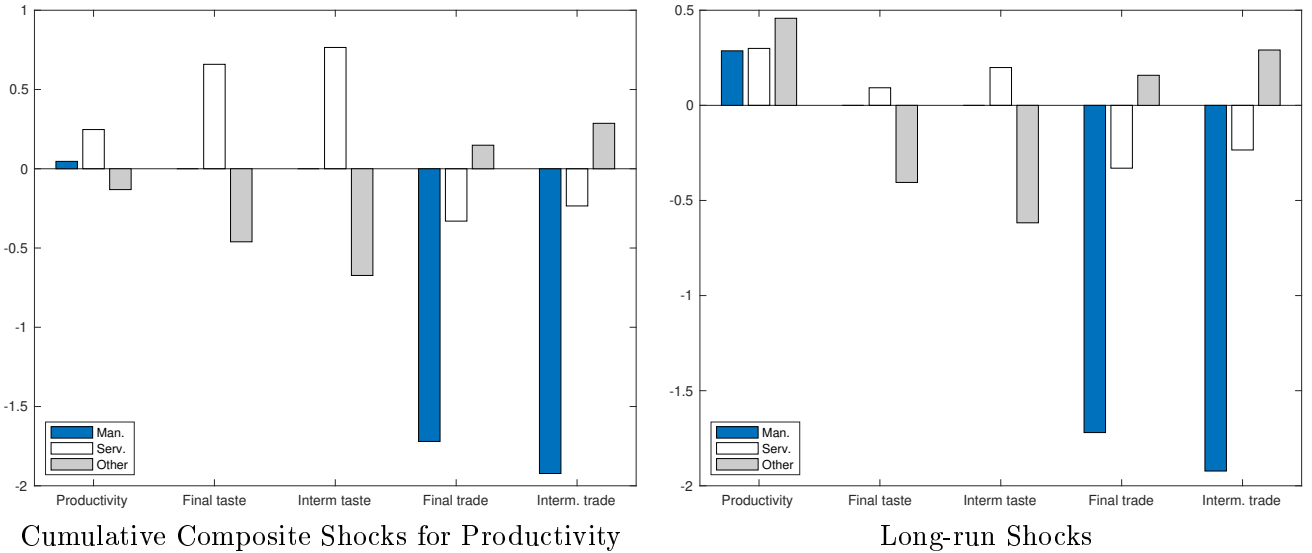 1
0.5
0
-0.5
-1
-1.5
-2
Man.
Serv.
Other
Productivity
Final taste
Interm taste
Final trade
Interm. trade
Cumulative Composite Shocks for Productivity
0.5
0
-0.5
-1
-1.5
-2
Man.
Serv.
Other
Productivity
Final taste
Interm taste
Final trade
Interm. trade
Long-run Shocks